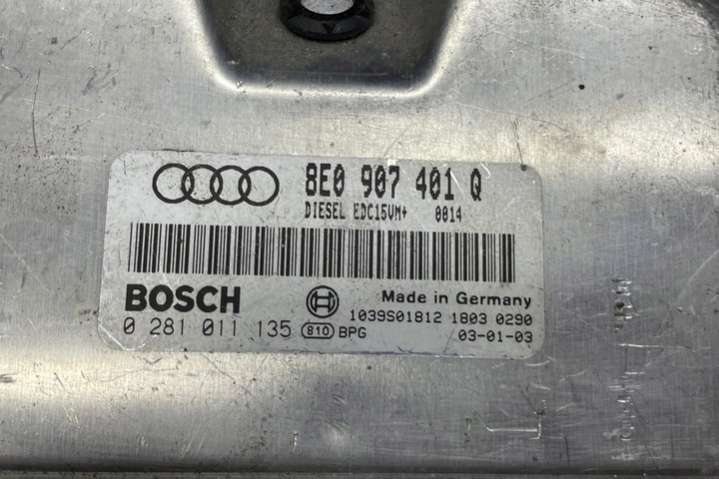 8E0 907 401 Q
DIESEL EDC15VM+ 0014
BOSCH
Made in Germany
1039S01812 1803 0290
0 281 011 135 810 BPG 03-01-03